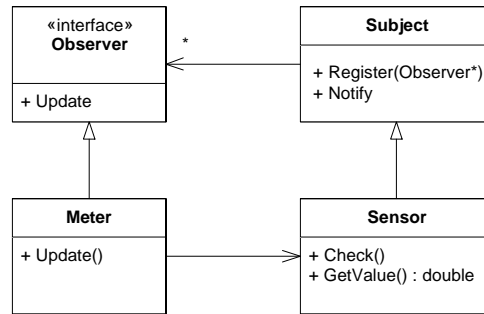 «interface»
Observer
+ Update
*
Subject
+ Register(Observer*)
+ Notify
Meter
+ Update()
Sensor
+ Check()
+ GetValue() : double